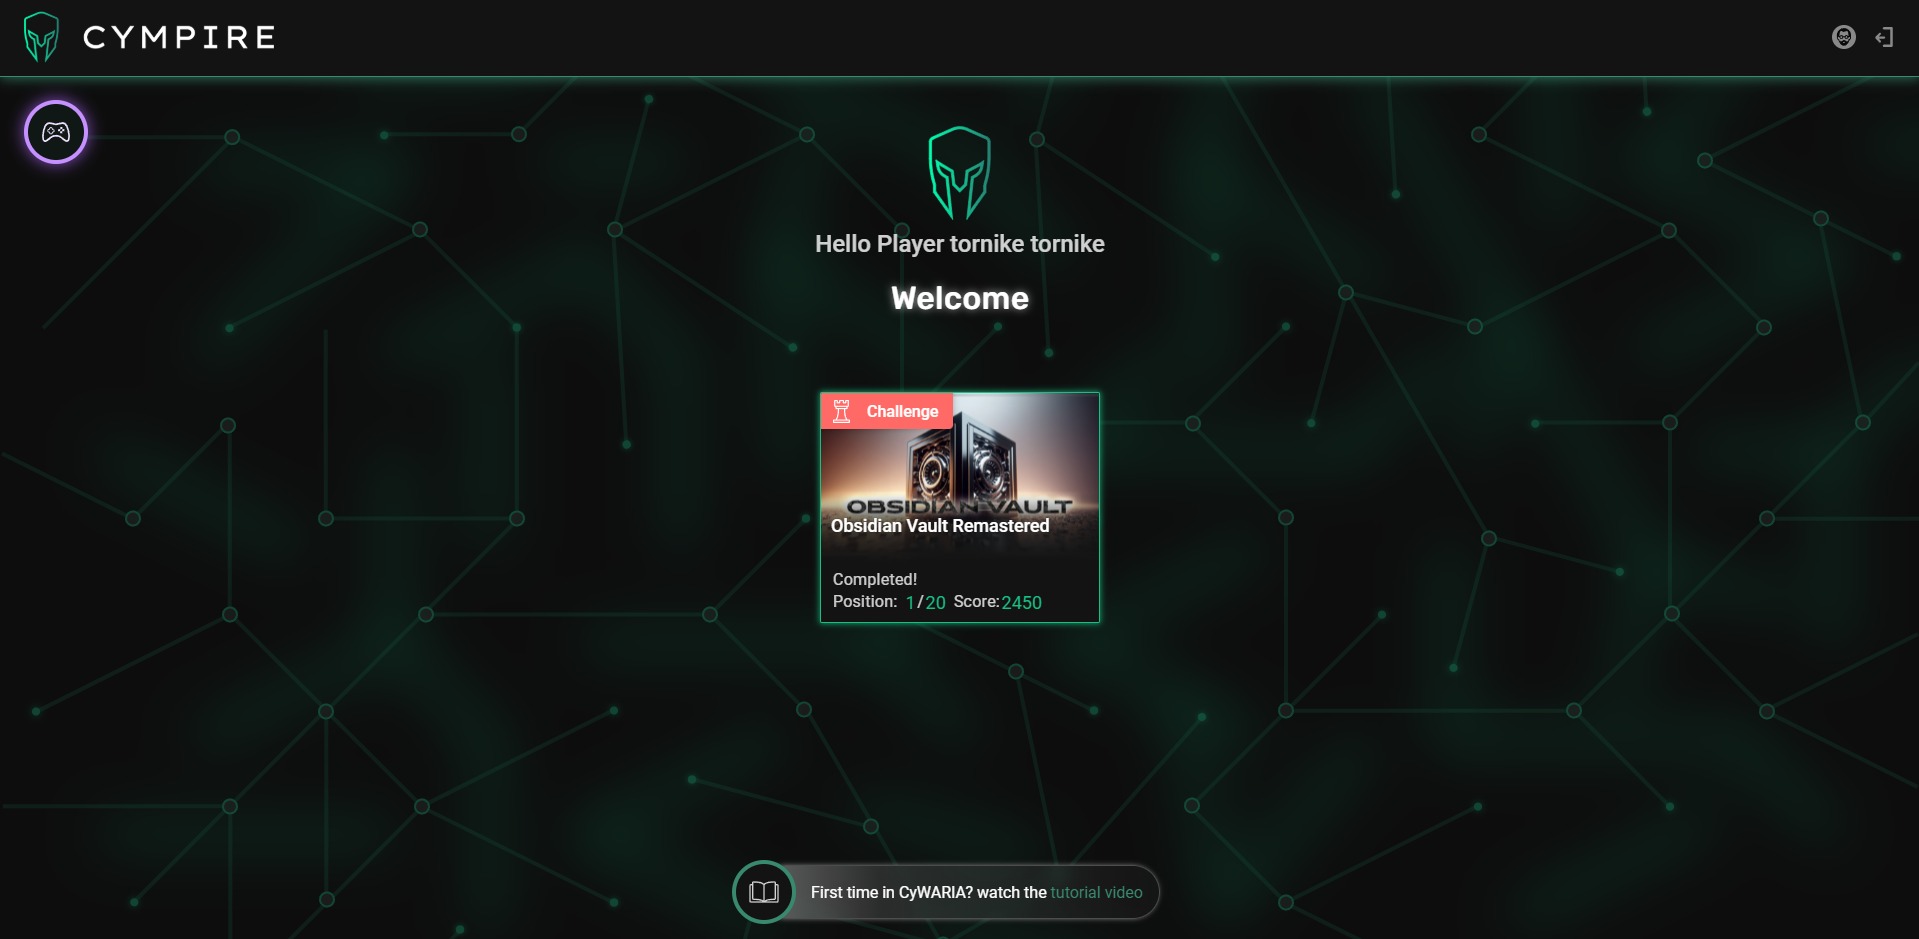 CYMPIRE
Hello Player tornike tornike
Welcome
Challenge
OBSIDIAN VAULT
Obsidian Vault Remastered
Completed!
Position: 1/20 Score:2450
First time in CyWARIA? watch the tutorial video